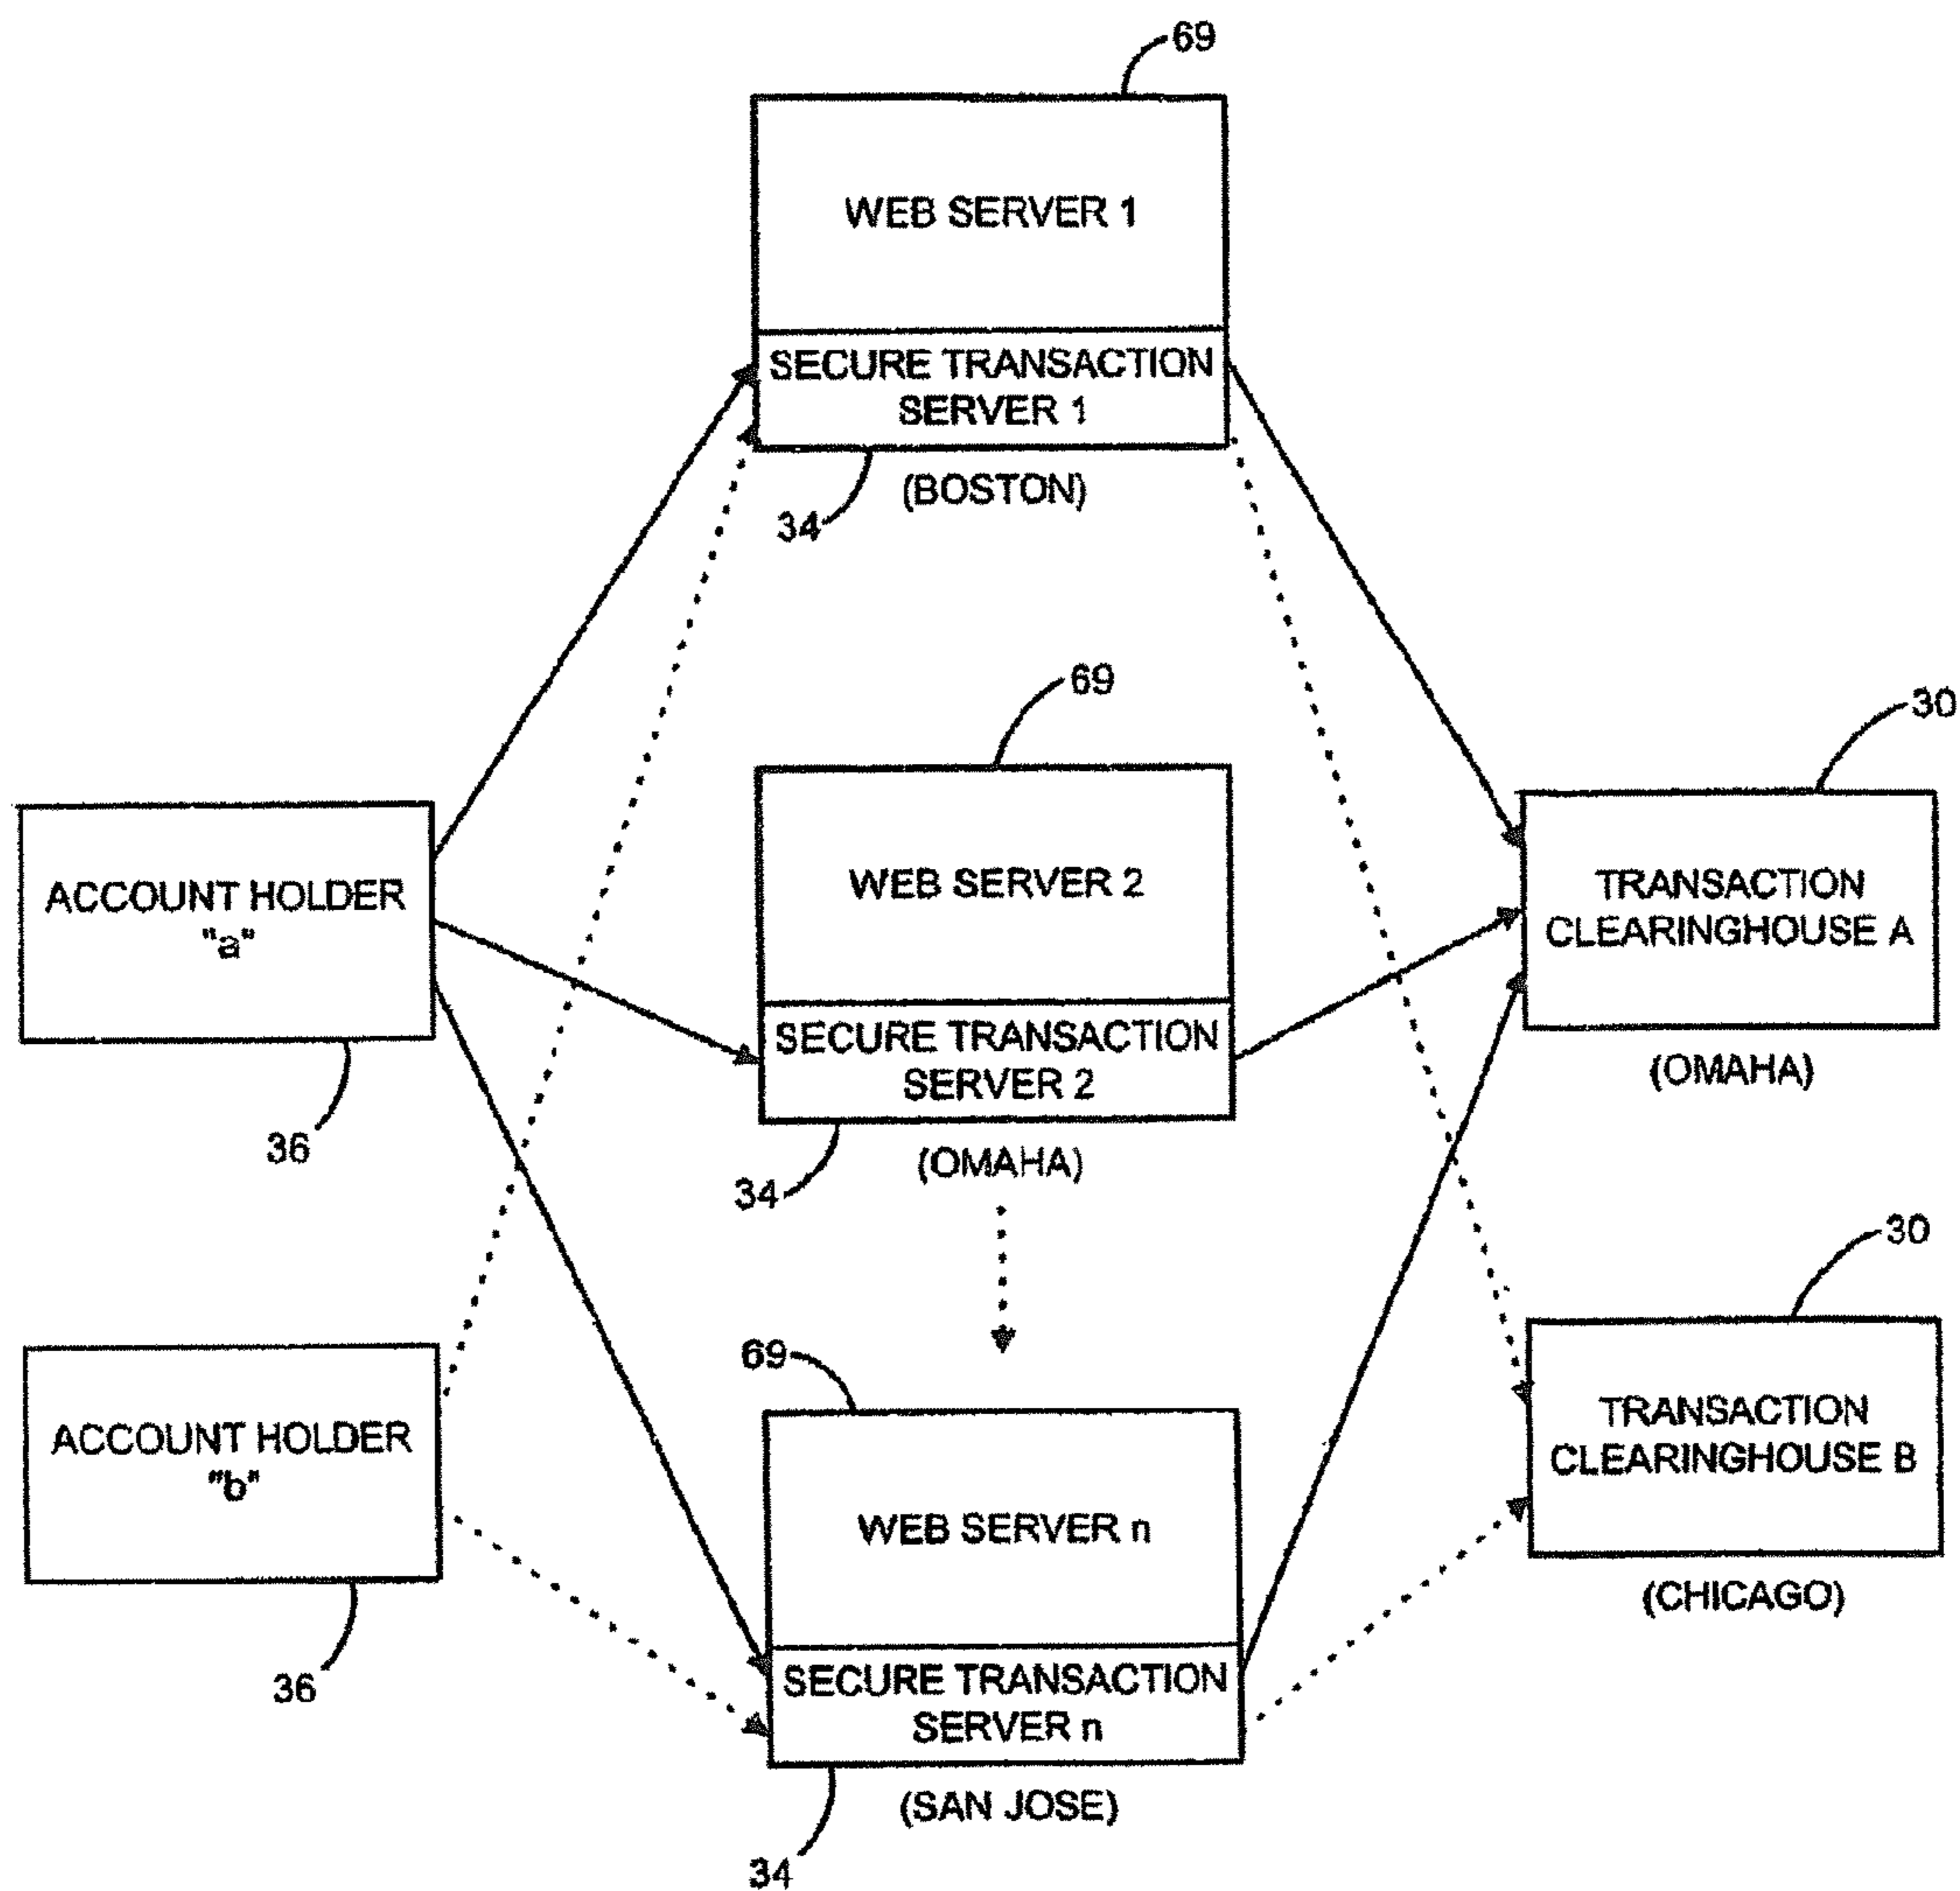 69
WEB SERVER 1
SECURE TRANSACTION
SERVER 1
(BOSTON)
34
69
30
WEB SERVER 2
ACCOUNT HOLDER
"a"
TRANSACTION
CLEARINGHOUSE A
SECURE TRANSACTION
SERVER 2
(OMAHA)
36
(OMAHA)
34
30
69
ACCOUNT HOLDER
"b"
TRANSACTION
CLEARINGHOUSE B
WEB SERVER n
(CHICAGO)
36
SECURE TRANSACTION
SERVER n
(SAN JOSE)
34